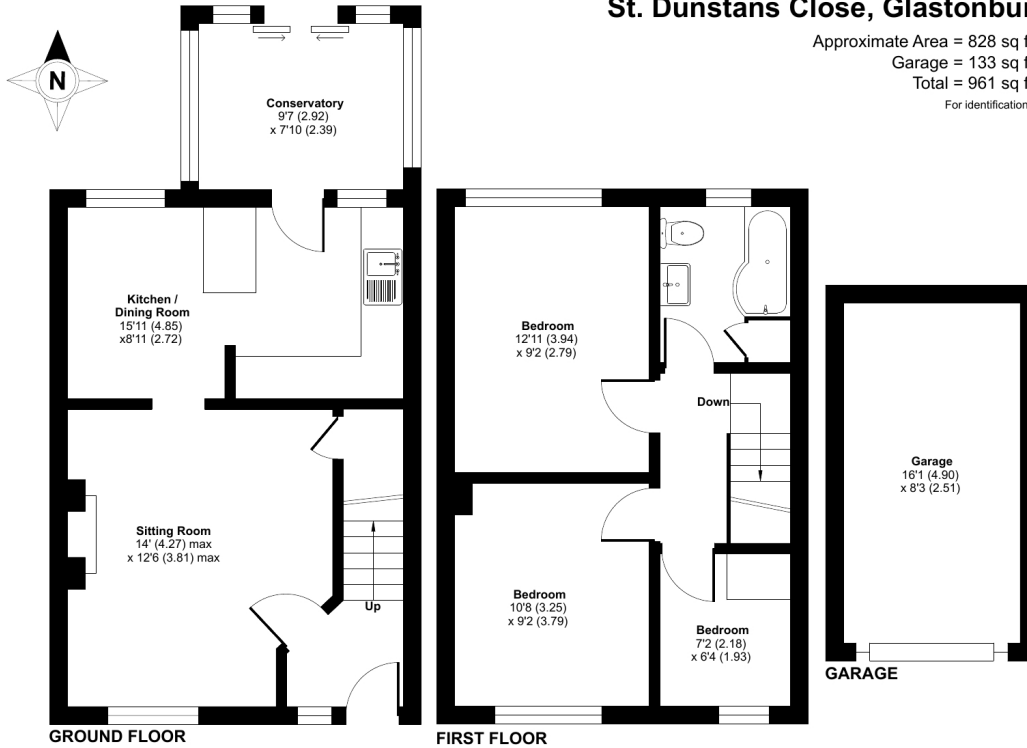 St. Dunstans Close, Glastonbur
Approximate Area = 828 sq f
Garage = 133 sq f
Total = 961 sq f
For identification
N
Conservatory
9'7 (2.92)
x 7'10 (2.39)
Kitchen /
Dining Room
15'11 (4.85)
x8'11 (2.72)
Sitting Room
14' (4.27) max
x 12'6 (3.81) max
Up
GROUND FLOOR
Bedroom
12'11 (3.94)
x 9'2 (2.79)
Down
Bedroom
10'8 (3.25)
x 9'2 (3.79)
Bedroom
7'2 (2.18)
x 6'4 (1.93)
FIRST FLOOR
Garage
16'1 (4.90)
x 8'3 (2.51)
GARAGE